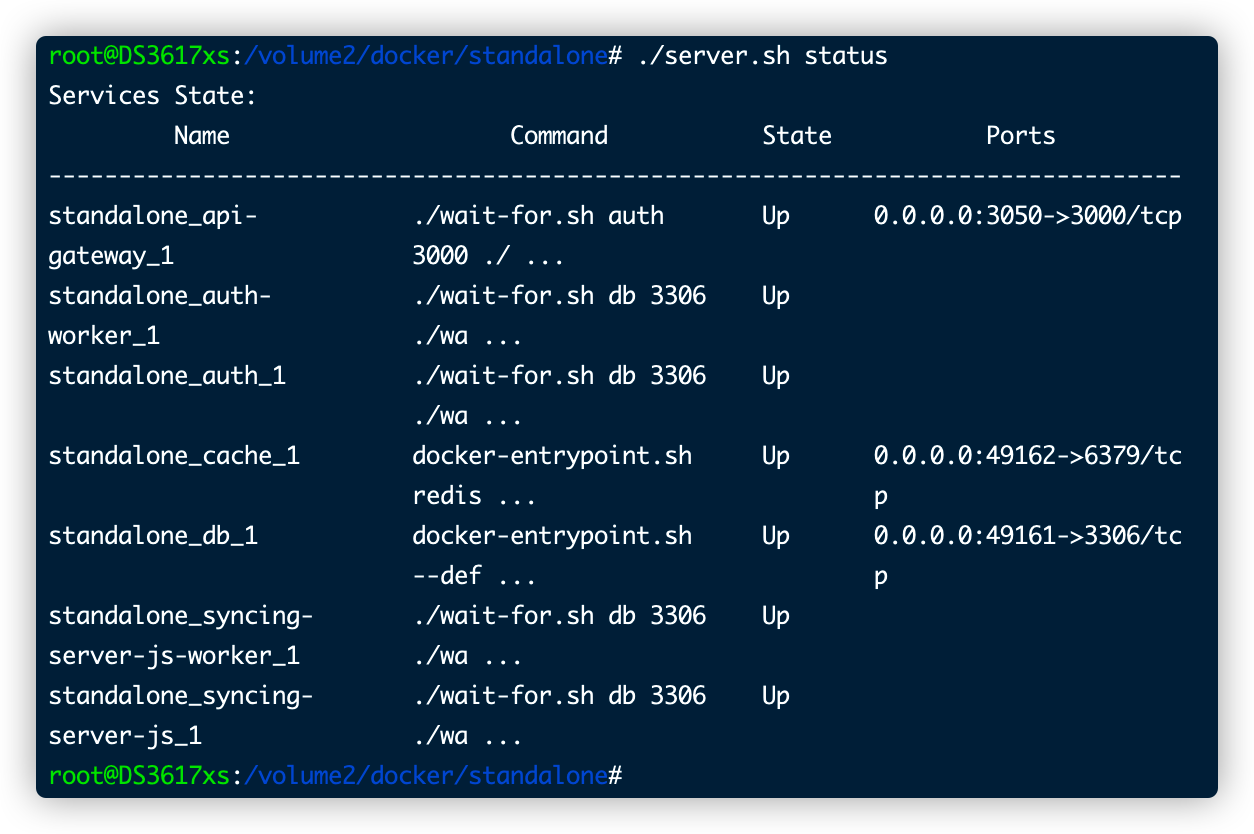 root@DS3617xs:/volume2/docker/standalone# ./server.sh status
Services State:
Name Command State Ports
---------------------------------------------------------------------------------
standalone_api- ./wait-for.sh auth Up 0.0.0.0:3050->3000/tcp
gateway_1 3000 ./ ...
standalone_auth- ./wait-for.sh db 3306 Up
worker_1 ./wa ...
standalone_auth_1 ./wait-for.sh db 3306 Up
./wa ...
standalone_cache_1 docker-entrypoint.sh Up 0.0.0.0:49162->6379/tc
redis ... p
standalone_db_1 docker-entrypoint.sh Up 0.0.0.0:49161->3306/tc
--def ... p
standalone_syncing- ./wait-for.sh db 3306 Up
server-js-worker_1 ./wa ...
standalone_syncing- ./wait-for.sh db 3306 Up
server-js_1 ./wa ...
root@DS3617xs:/volume2/docker/standalone#